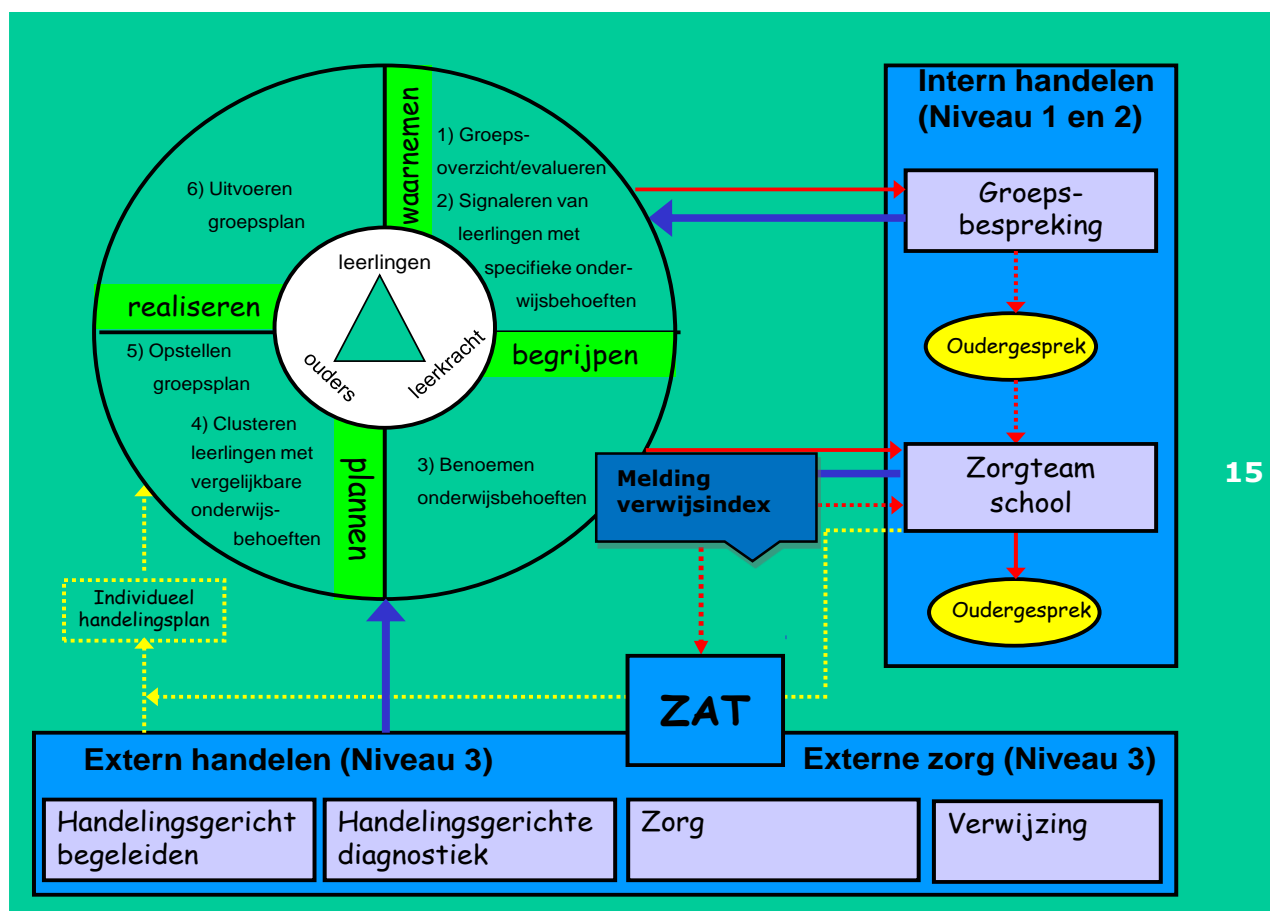 waarnemen
1) Groeps-
overzicht/evalueren
2) Signaleren van
leerlingen met
specifieke onder-
wijsbehoeften
begrijpen
3) Benoemen
onderwijsbehoeften
plannen
4) Clusteren
leerlingen met
vergelijkbare
onderwijs-
behoeften
5) Opstellen
groepsplan
realiseren
6) Uitvoeren
groepsplan
leerlingen
ouders
leerkracht
Individueel
handelingsplan
Melding
verwijsindex
Intern handelen
(Niveau 1 en 2)
Groeps-
bespreking
Oudergesprek
Zorgteam
school
Oudergesprek
15
ZAT
Extern handelen (Niveau 3)
Externe zorg (Niveau 3)
Handelingsgericht
begeleiden
Handelingsgerichte
diagnostiek
Zorg
Verwijzing